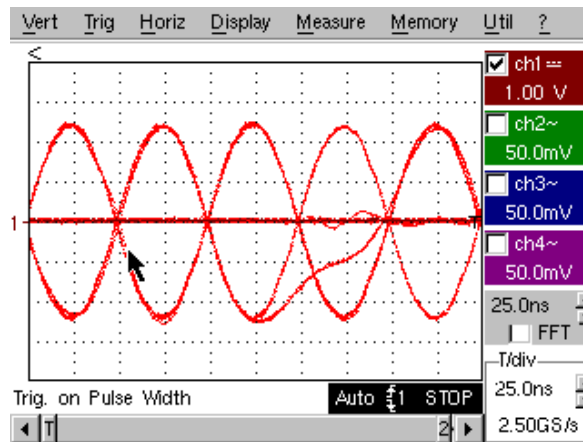 Vert Trig Horiz Display Measure Memory Util ?
<
ch1
1.00 V
ch2~
50.0mV
ch3~
50.0mV
ch4~
50.0mV
1
25.0ns
FFT
T/div
25.0ns
2.50GS/s
Trig. on Pulse Width
Auto 1 STOP
T 2